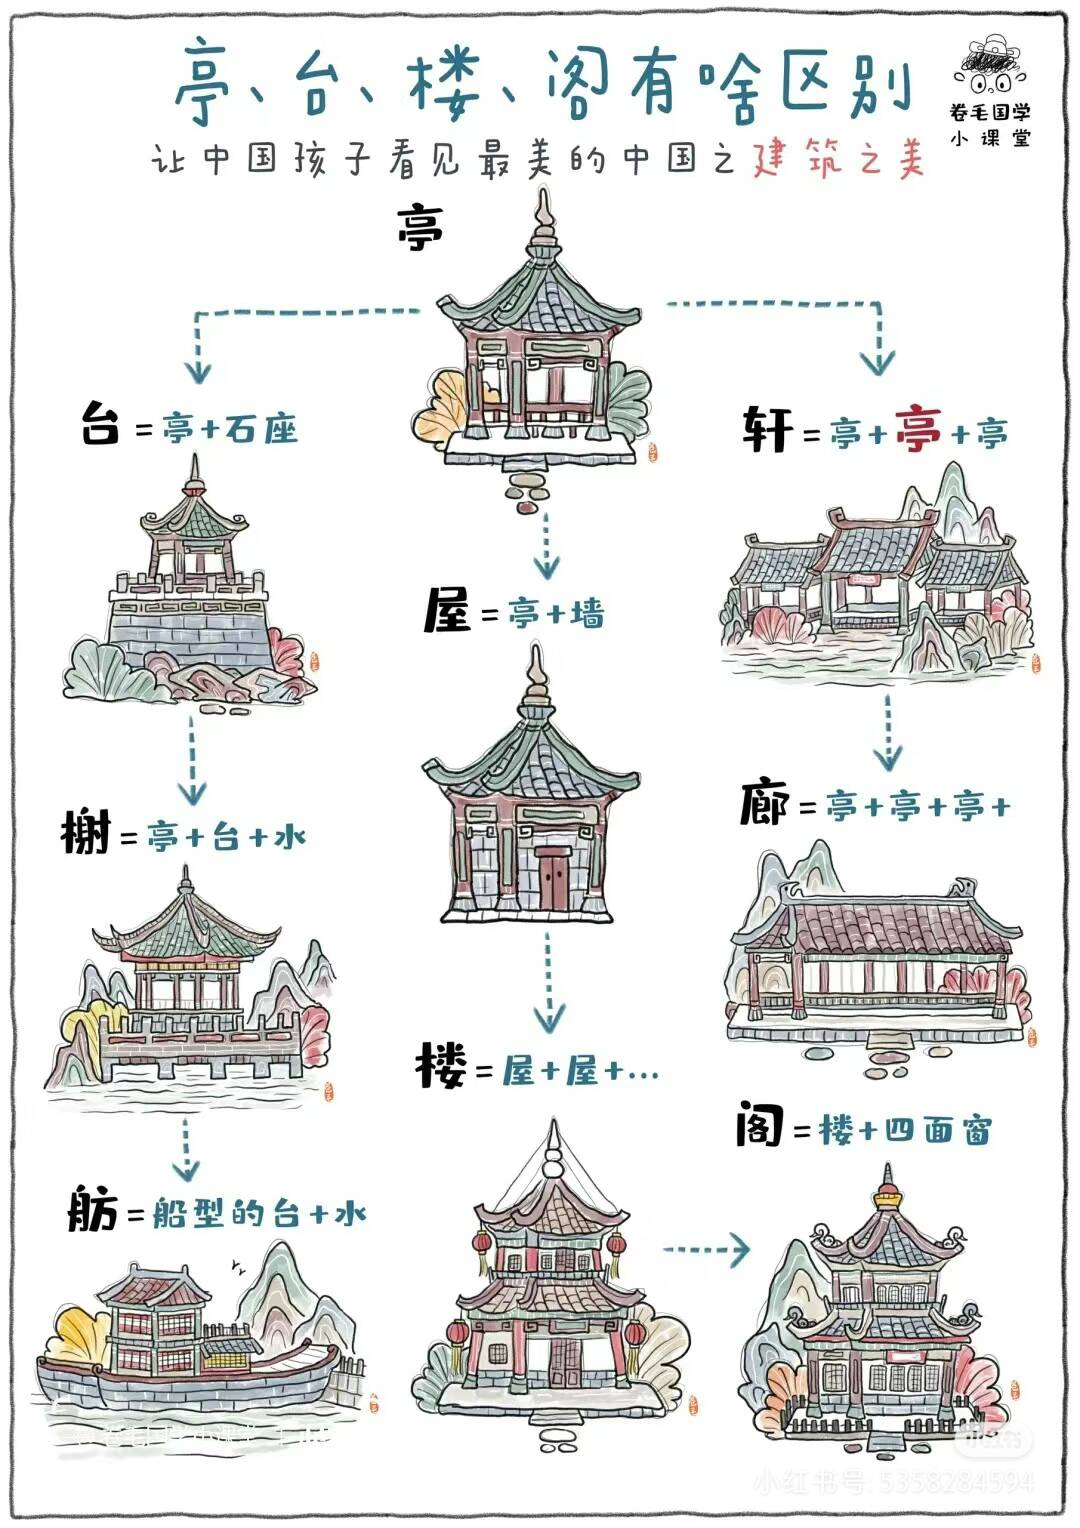 亭、台、楼、阁有啥区别
卷毛国学
小课堂
让中国孩子看见最美的中国之建筑之美
亭
台=亭+石座
轩=亭+亭+亭
屋=亭+墙
榭=亭+台+水
廊=亭+亭+亭+
楼=屋+屋+...
阁=楼+四面窗
舫=船型的台+水
小红书
小红书号: 5358284594